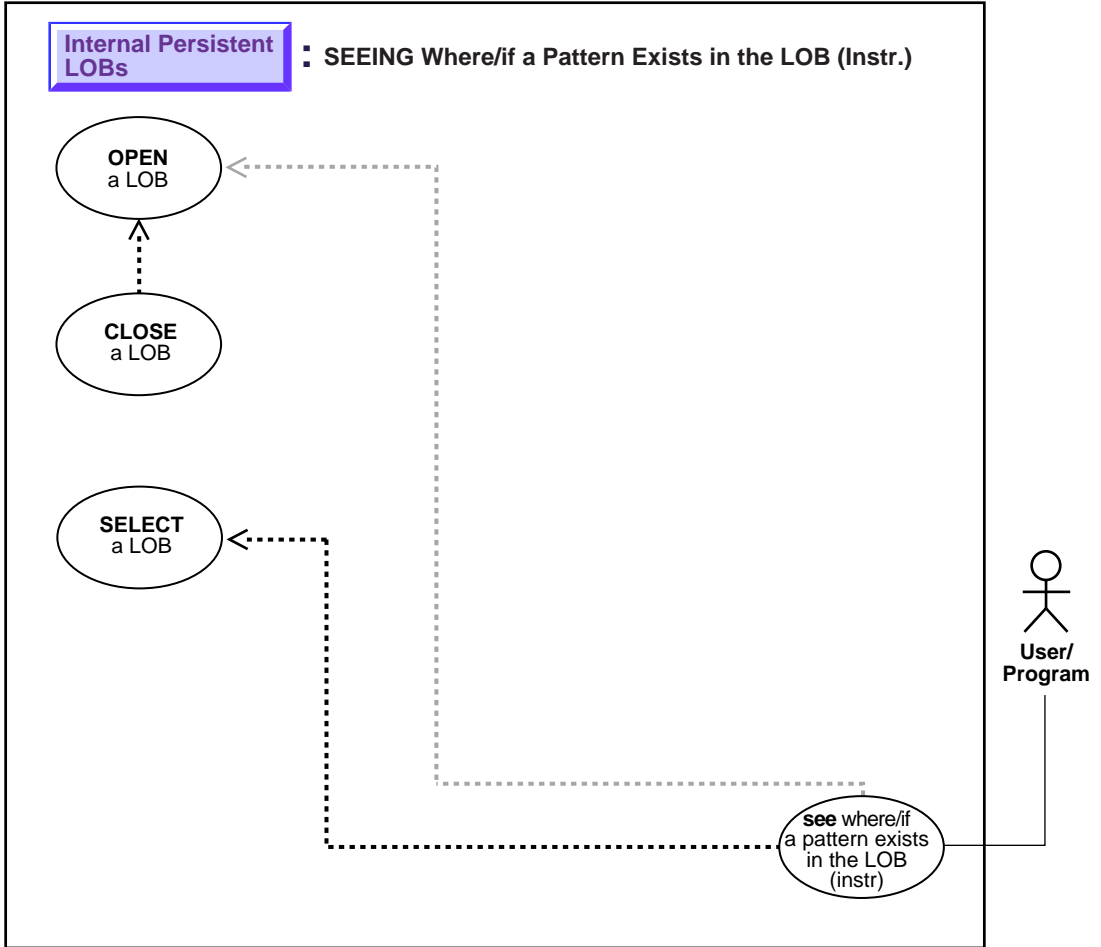 Internal Persistent
LOBs
: SEEING Where/if a Pattern Exists in the LOB (Instr.)
OPEN
a LOB
CLOSE
a LOB
SELECT
a LOB
User/
Program
see where/if
a pattern exists
in the LOB
(instr)